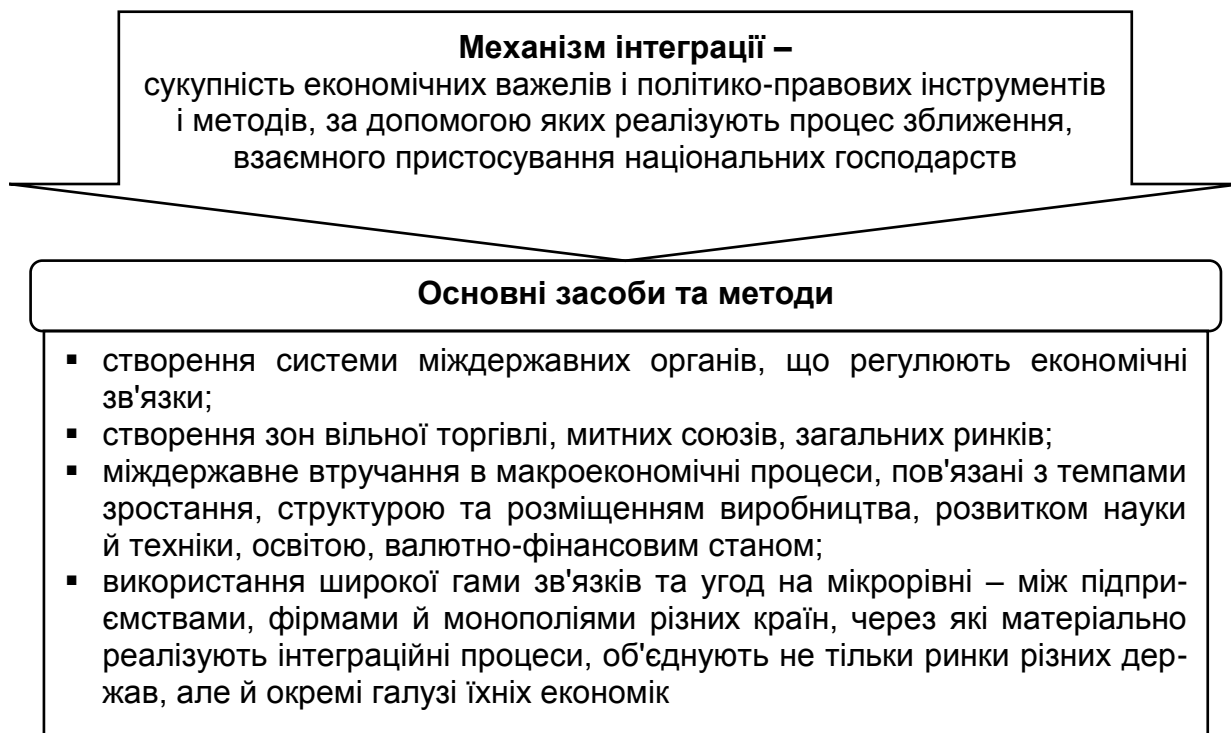 Механізм інтеграції –
сукупність економічних важелів і політико-правових інструментів
і методів, за допомогою яких реалізують процес зближення,
взаємного пристосування національних господарств
Основні засоби та методи
▪ створення системи міждержавних органів, що регулюють економічні
зв'язки;
▪ створення зон вільної торгівлі, митних союзів, загальних ринків;
▪ міждержавне втручання в макроекономічні процеси, пов'язані з темпами
зростання, структурою та розміщенням виробництва, розвитком науки
й техніки, освітою, валютно-фінансовим станом;
▪ використання широкої гами зв'язків та угод на мікрорівні – між підпри-
ємствами, фірмами й монополіями різних країн, через які матеріально
реалізують інтеграційні процеси, об'єднують не тільки ринки різних дер-
жав, але й окремі галузі їхніх економік